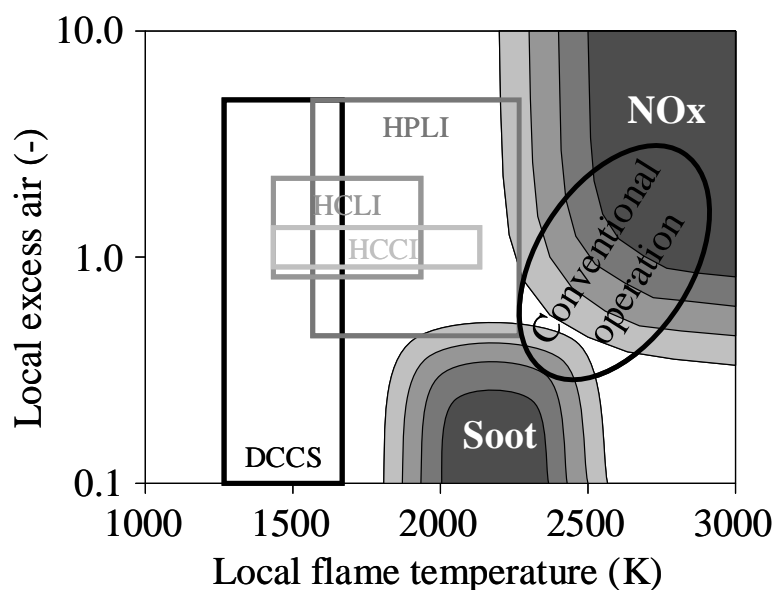 10.0
NOx
HPLI
HCLI
Conventional
operation
HCCI
1.0
Local excess air (-)
Soot
DCCS
0.1
1000
1500
2000
2500
3000
Local flame temperature (K)